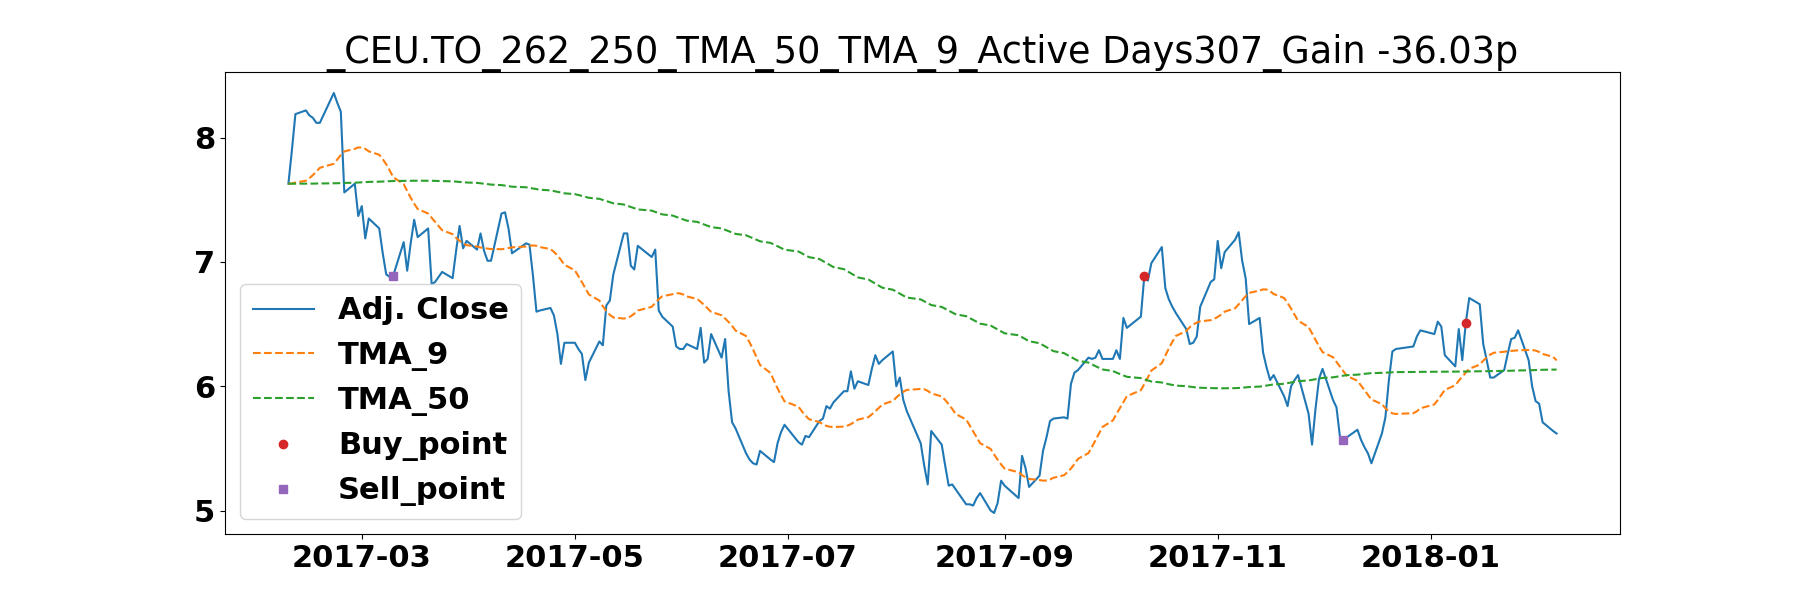 _CEU.TO_262_250_TMA_50_TMA_9_Active Days307_Gain -36.03p
8
7
6
5
Adj. Close
TMA_9
TMA_50
Buy_point
Sell_point
2017-03 2017-05 2017-07 2017-09 2017-11 2018-01